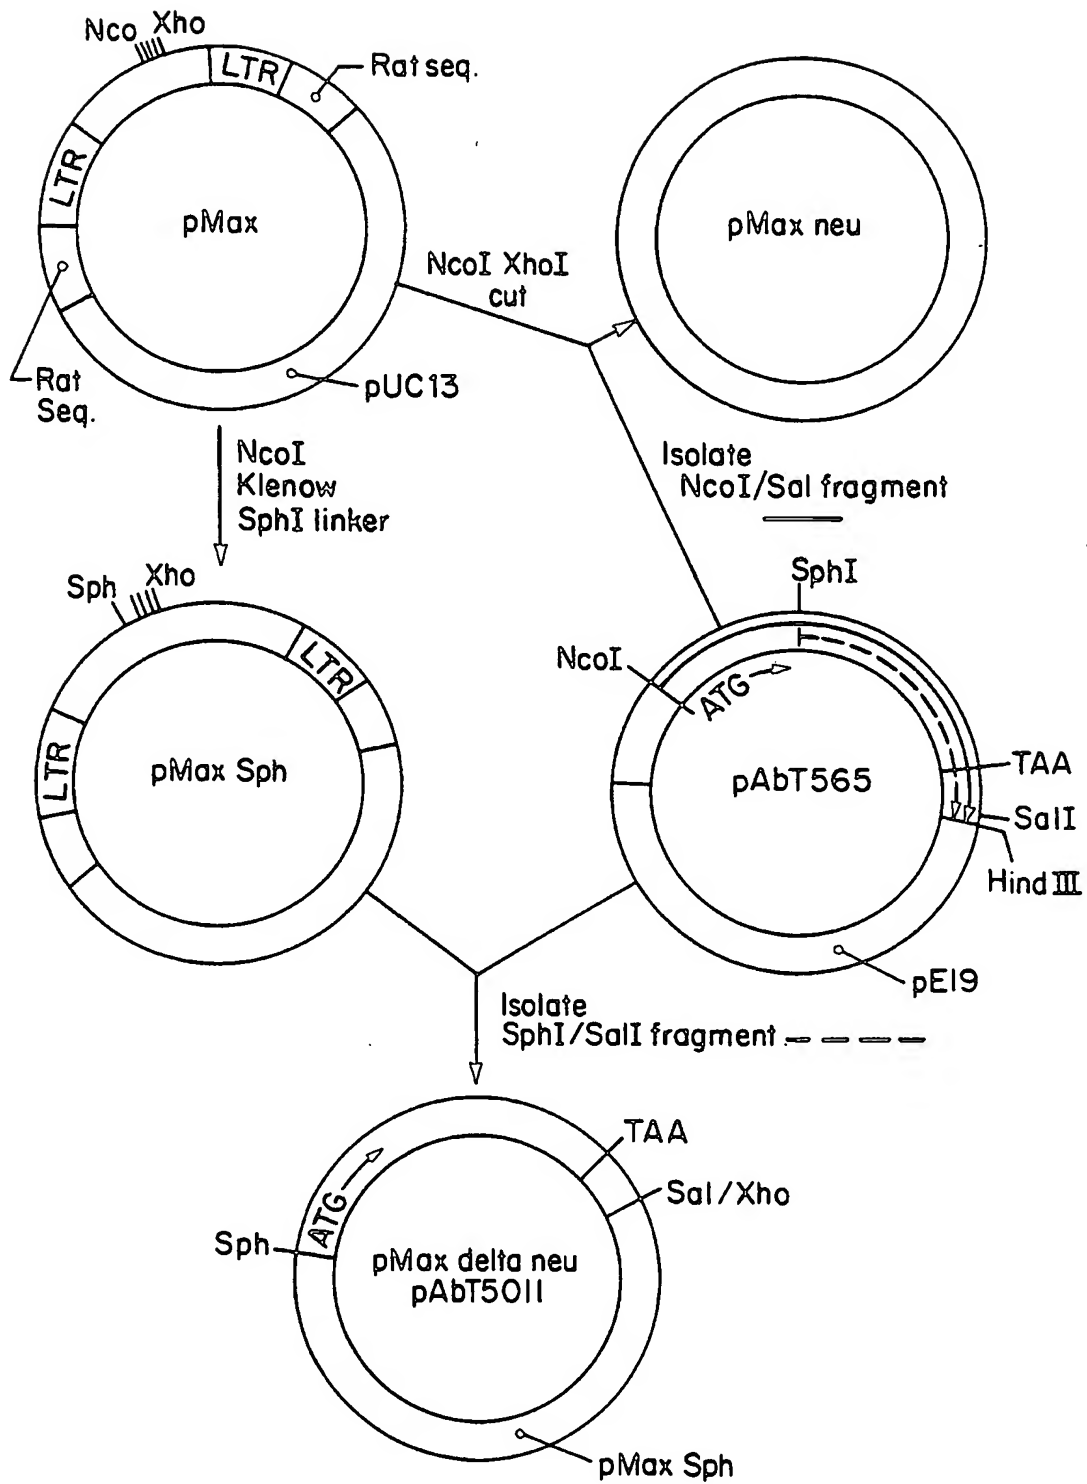 Nco Xho
LTR
Rat seq.
LTR
pMax
Rat
Seq.
pUC13
NcoI XhoI
cut
pMax neu
NcoI
Klenow
SphI linker
Isolate
NcoI/Sal fragment
Sph Xho
LTR
LTR
pMax Sph
SphI
NcoI
ATG
pAbT565
TAA
SalI
Hind III
pE19
Isolate
SphI/SalI fragment
TAA
Sal/Xho
ATG
Sph
pMax delta neu
pAbT5011
pMax Sph